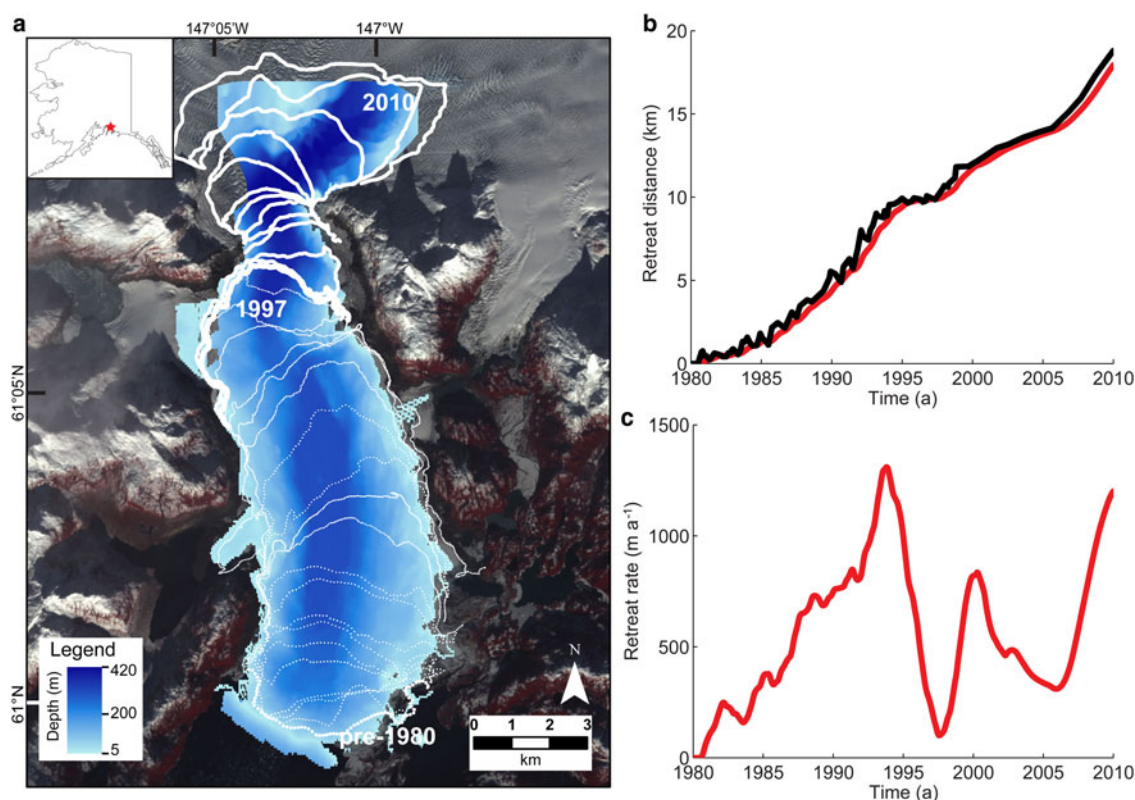 a
147°05'W
147°W
2010
1997
61°05'N
61°N
pre-1980
Legend
Depth (m)
420
200
5
N
0 1 2 3
km
b
Retreat distance (km)
20
15
10
5
0
1980 1985 1990 1995 2000 2005 2010
Time (a)
c
Retreat rate (m a⁻¹)
1500
1000
500
0
1980 1985 1990 1995 2000 2005 2010
Time (a)